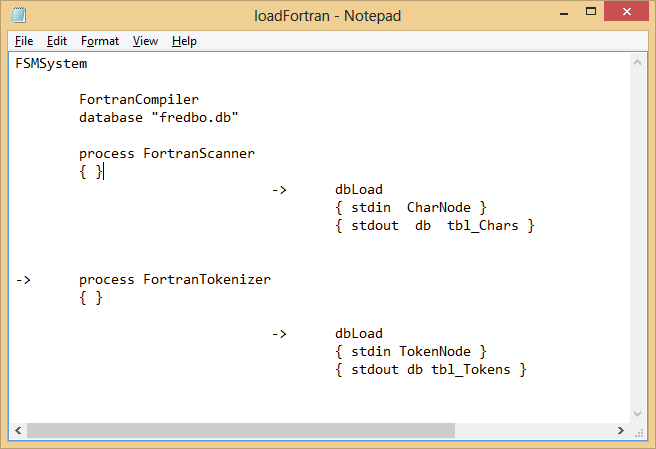 loadFortran - Notepad
File Edit Format View Help
FSMSystem
FortranCompiler
database "fredbo.db"
process FortranScanner
{ }
-> dbLoad
{ stdin CharNode }
{ stdout db tbl_Chars }
-> process FortranTokenizer
{ }
-> dbLoad
{ stdin TokenNode }
{ stdout db tbl_Tokens }